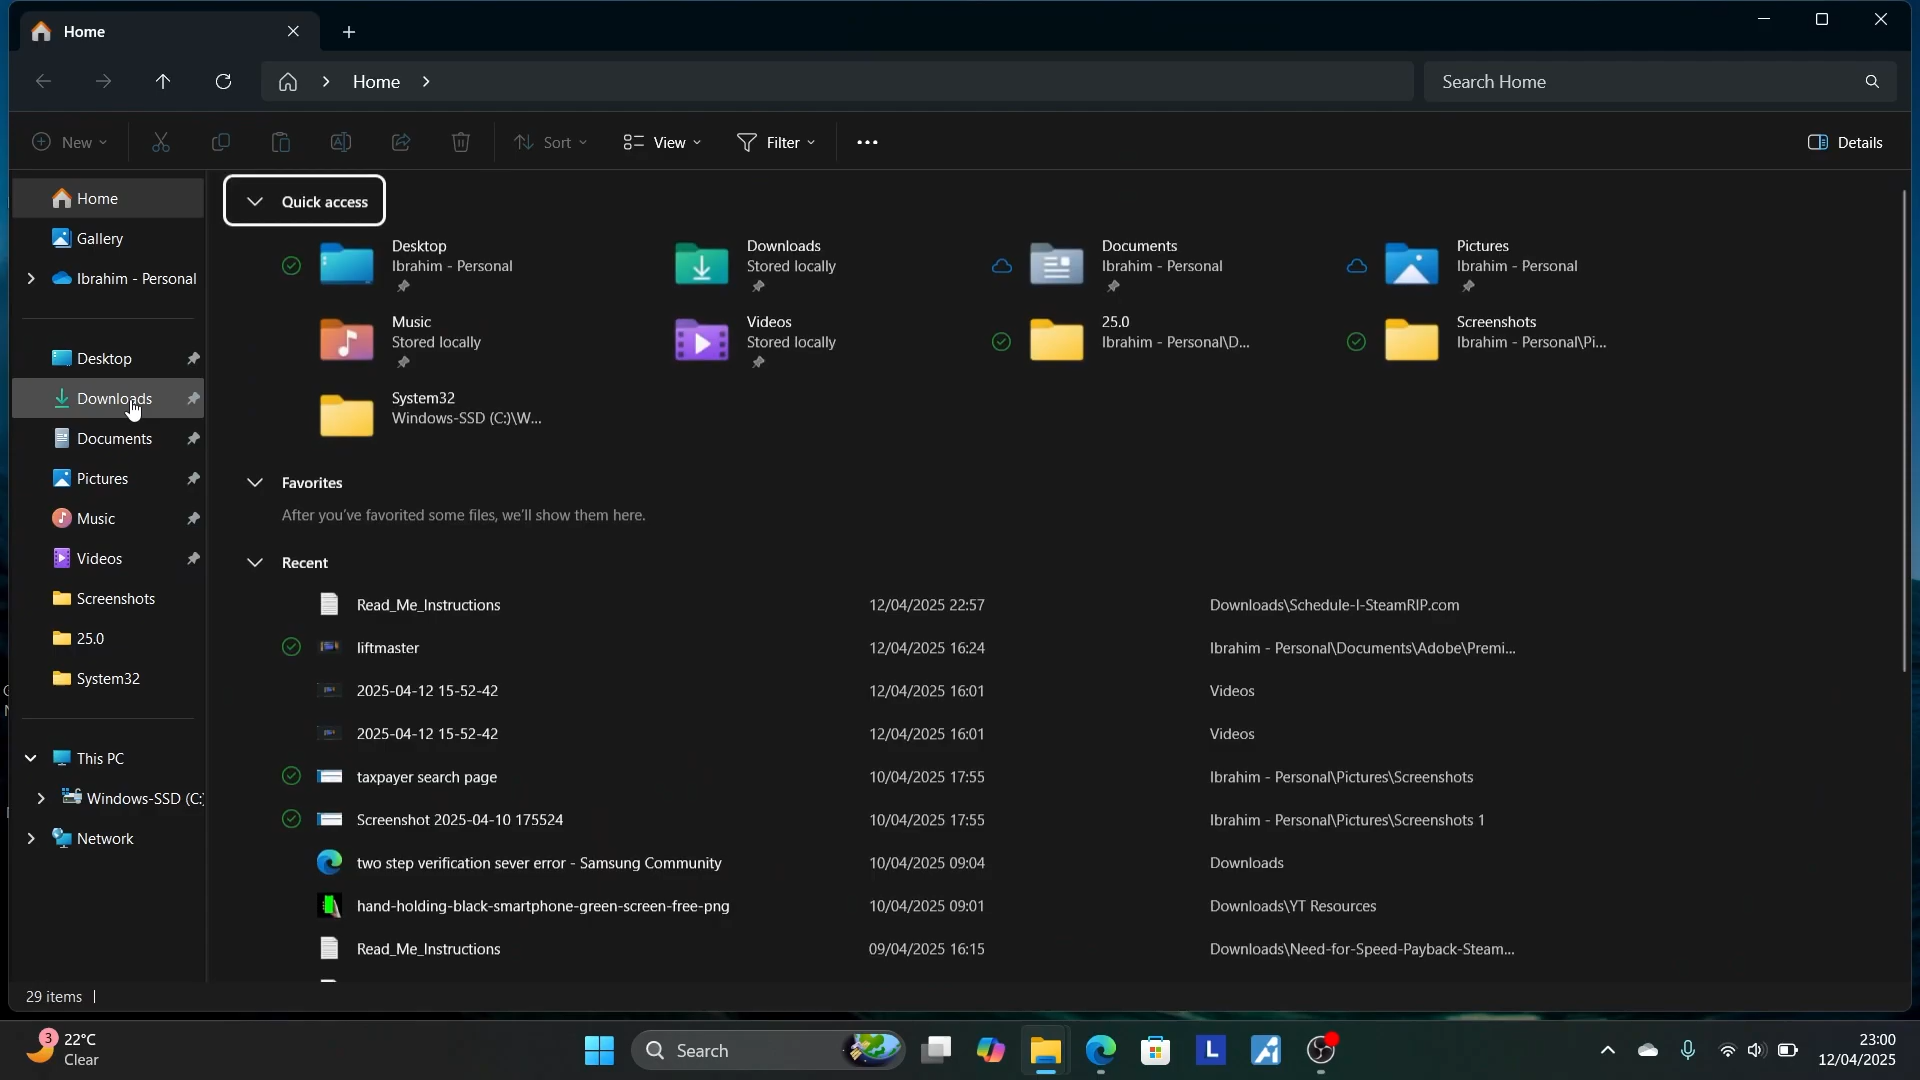 Home
Home
Search Home
New
Sort
View
Filter
Details
Home
Gallery
Ibrahim - Personal
Desktop
Downloads
Documents
Pictures
Music
Videos
Screenshots
25.0
System32
This PC
Windows-SSD (C:
Network
Quick access
Desktop
Ibrahim - Personal
Downloads
Stored locally
Documents
Ibrahim - Personal
Pictures
Ibrahim - Personal
Music
Stored locally
Videos
Stored locally
25.0
Ibrahim - Personal\D...
Screenshots
Ibrahim - Personal\Pi...
System32
Windows-SSD (C:)\W...
Favorites
After you've favorited some files, we'll show them here.
Recent
Read_Me_Instructions 12/04/2025 22:57 Downloads\Schedule-I-SteamRIP.com
liftmaster 12/04/2025 16:24 Ibrahim - Personal\Documents\Adobe\Premi...
2025-04-12 15-52-42 12/04/2025 16:01 Videos
2025-04-12 15-52-42 12/04/2025 16:01 Videos
taxpayer search page 10/04/2025 17:55 Ibrahim - Personal\Pictures\Screenshots
Screenshot 2025-04-10 175524 10/04/2025 17:55 Ibrahim - Personal\Pictures\Screenshots 1
two step verification sever error - Samsung Community 10/04/2025 09:04 Downloads
hand-holding-black-smartphone-green-screen-free-png 10/04/2025 09:01 Downloads\YT Resources
Read_Me_Instructions 09/04/2025 16:15 Downloads\Need-for-Speed-Payback-Steam...
29 items
3
22°C
Clear
Search
L
23:00
12/04/2025